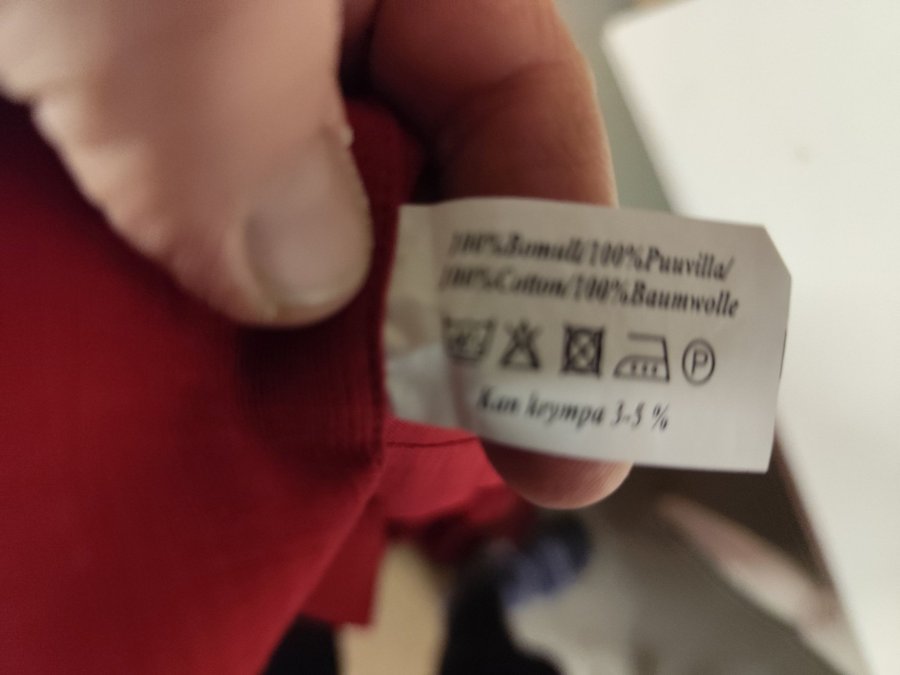 100%Bomull/100%Puuvilla/
100%Cotton/100%Baumwolle
P
Kan krympa 3-5 %